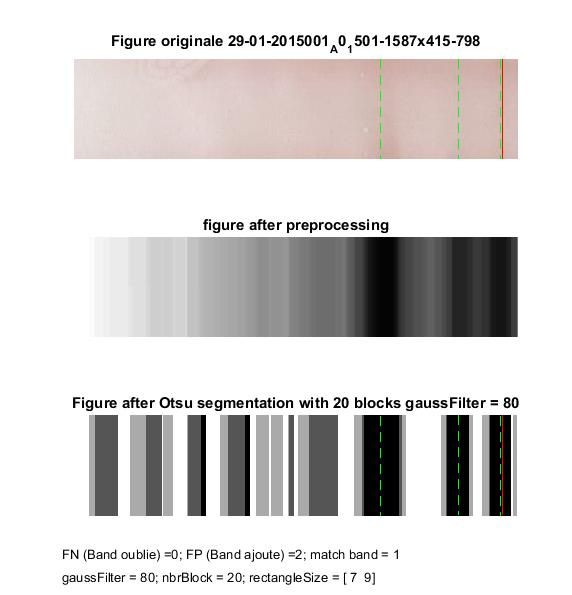 Figure originale 29-01-2015001A01501-1587x415-798
figure after preprocessing
Figure after Otsu segmentation with 20 blocks gaussFilter = 80
FN (Band oublie) =0; FP (Band ajoute) =2; match band = 1
gaussFilter = 80; nbrBlock = 20; rectangleSize = [ 7 9]